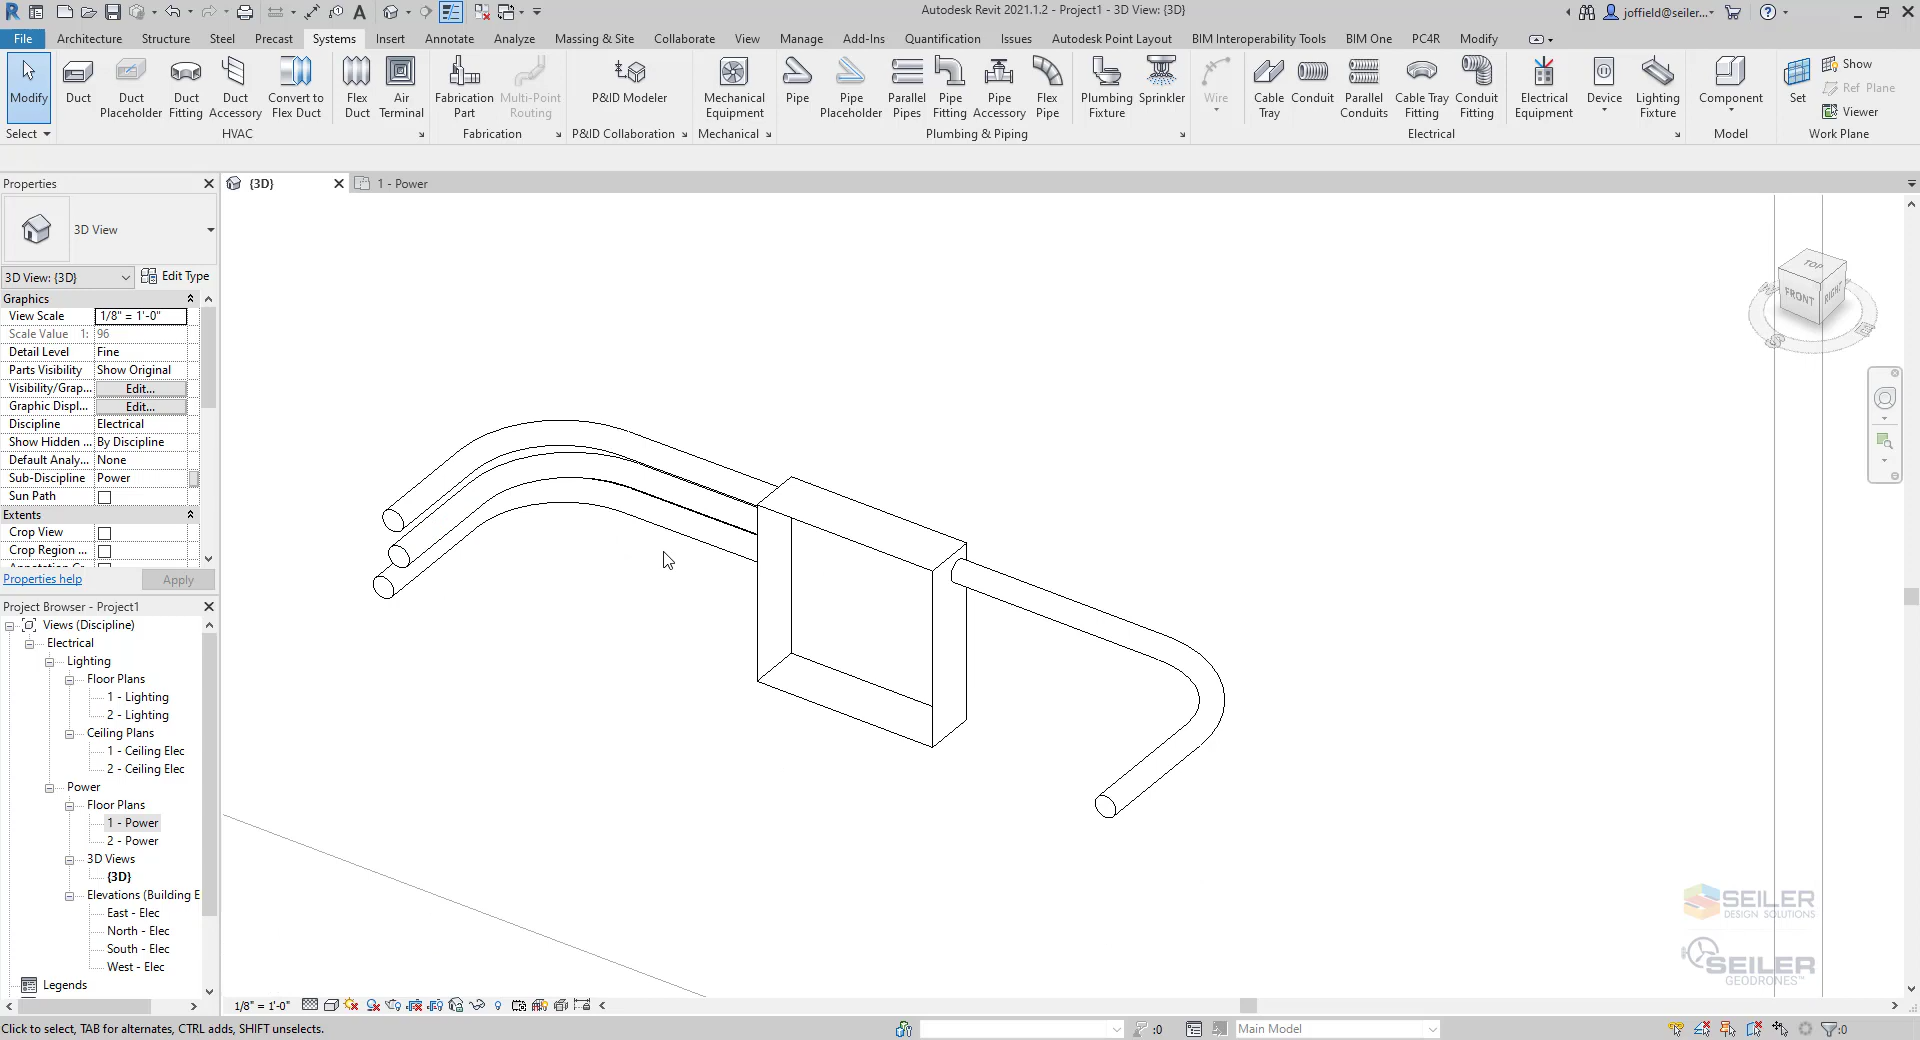 Autodesk Revit 2021.1.2 - Project1 - 3D View: {3D}
joffield@seiler...
File Architecture Structure Steel Precast Systems Insert Annotate Analyze Massing & Site Collaborate View Manage Add-Ins Quantification Issues Autodesk Point Layout BIM Interoperability Tools BIM One PC4R Modify
Modify
Duct
Duct Placeholder
Duct Fitting
Duct Accessory
Convert to Flex Duct
Flex Duct
Air Terminal
Fabrication Part
Multi-Point Routing
P&ID Modeler
Mechanical Equipment
Pipe
Pipe Placeholder
Parallel Pipes
Pipe Fitting
Pipe Accessory
Flex Pipe
Plumbing Fixture
Sprinkler
Wire
Cable Tray
Conduit
Parallel Conduits
Cable Tray Fitting
Conduit Fitting
Electrical Equipment
Device
Lighting Fixture
Component
Set
Show
Ref Plane
Viewer
Select HVAC Fabrication P&ID Collaboration Mechanical Plumbing & Piping Electrical Model Work Plane
Properties
{3D}
1 - Power
3D View
3D View: {3D}
Edit Type
Graphics
View Scale 1/8" = 1'-0"
Scale Value 1: 96
Detail Level Fine
Parts Visibility Show Original
Visibility/Grap... Edit...
Graphic Displ... Edit...
Discipline Electrical
Show Hidden ... By Discipline
Default Analy... None
Sub-Discipline Power
Sun Path
Extents
Crop View
Crop Region ...
Properties help
Apply
Project Browser - Project1
Views (Discipline)
Electrical
Lighting
Floor Plans
1 - Lighting
2 - Lighting
Ceiling Plans
1 - Ceiling Elec
2 - Ceiling Elec
Power
Floor Plans
1 - Power
2 - Power
3D Views
{3D}
Elevations (Building E
East - Elec
North - Elec
South - Elec
West - Elec
Legends
TOP
FRONT
RIGHT
SEILER
DESIGN SOLUTIONS
SEILER
GEODRONES™
1/8" = 1'-0"
Click to select, TAB for alternates, CTRL adds, SHIFT unselects.
:0
Main Model
:0